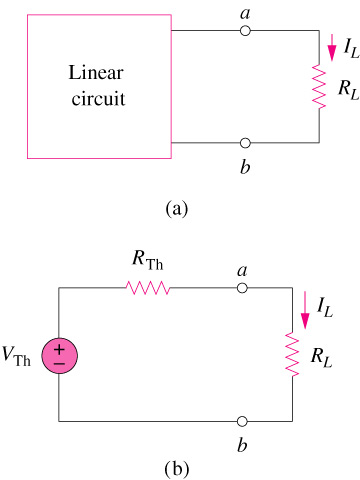 a
Linear
circuit
I_L
R_L
b
(a)
R_Th
a
V_Th
+
−
I_L
R_L
b
(b)